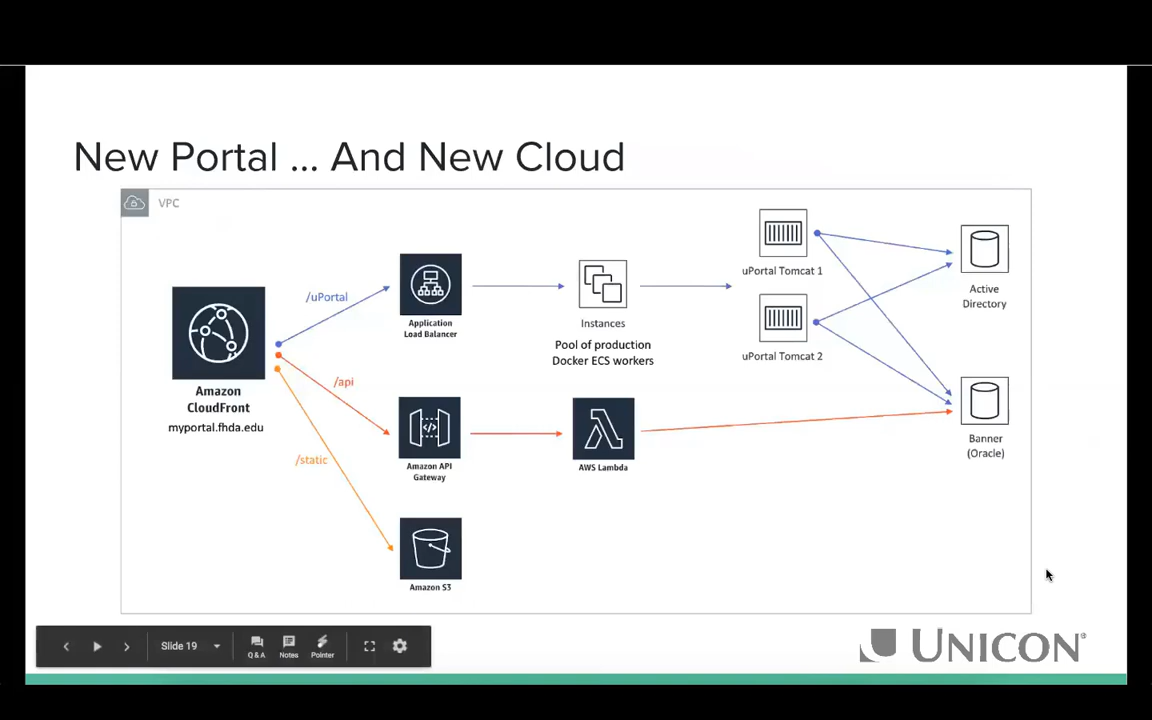 New Portal ... And New Cloud
VPC
/uPortal
/api
/static
Amazon
CloudFront
myportal.fhda.edu
Application
Load Balancer
Instances
Pool of production
Docker ECS workers
uPortal Tomcat 1
uPortal Tomcat 2
Active
Directory
Amazon API
Gateway
AWS Lambda
Banner
(Oracle)
Amazon S3
Slide 19
Q & A
Notes
Pointer
UNICON®